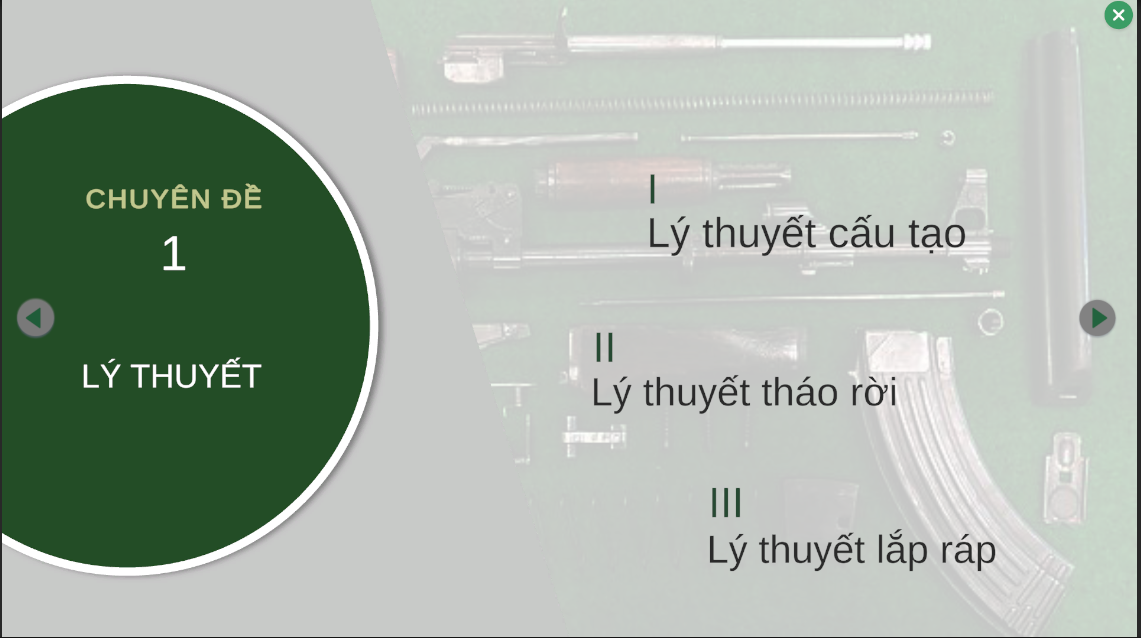 CHUYÊN ĐỀ
1
LÝ THUYẾT
I
Lý thuyết cấu tạo
II
Lý thuyết tháo rời
III
Lý thuyết lắp ráp